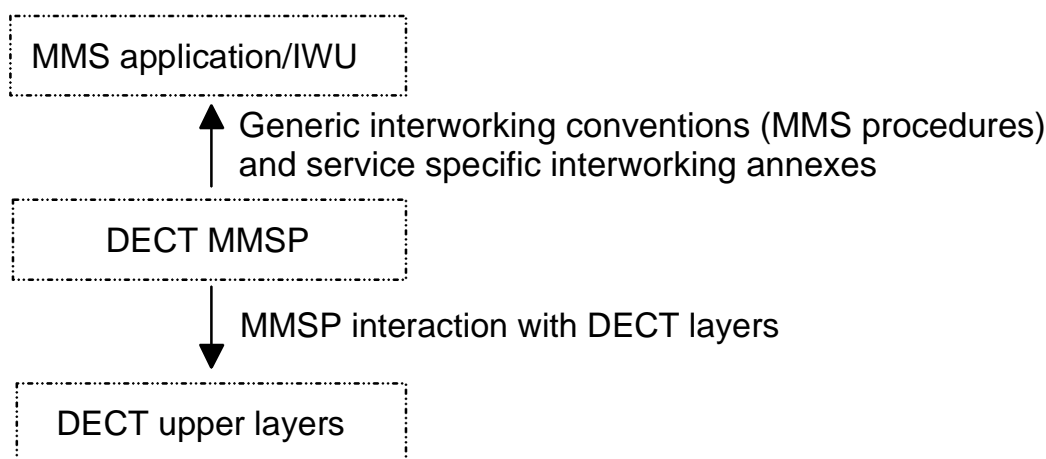 MMS application/IWU
Generic interworking conventions (MMS procedures)
and service specific interworking annexes
DECT MMSP
MMSP interaction with DECT layers
DECT upper layers